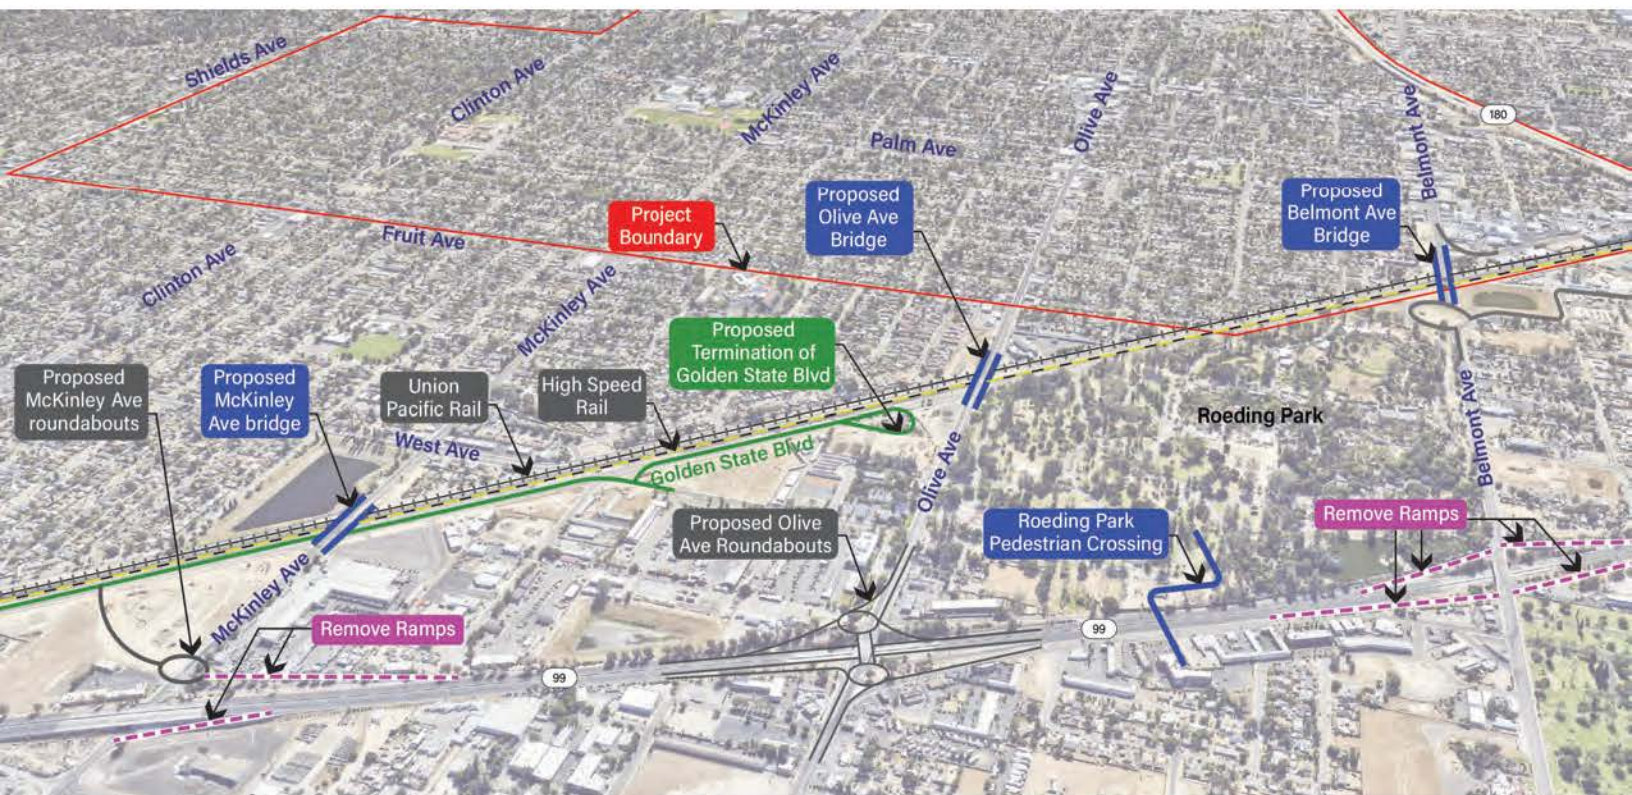 Shields Ave
Clinton Ave
McKinley Ave
Palm Ave
Olive Ave
Belmont Ave
180
Proposed
Olive Ave
Bridge
Proposed
Belmont Ave
Bridge
Project
Boundary
Fruit Ave
Clinton Ave
McKinley Ave
Proposed
Termination of
Golden State Blvd
Proposed
McKinley Ave
roundabouts
Proposed
McKinley
Ave bridge
Union
Pacific Rail
High Speed
Rail
West Ave
Golden State Blvd
Roeding Park
Belmont Ave
Olive Ave
Proposed Olive
Ave Roundabouts
Roeding Park
Pedestrian Crossing
Remove Ramps
McKinley Ave
Remove Ramps
99
99